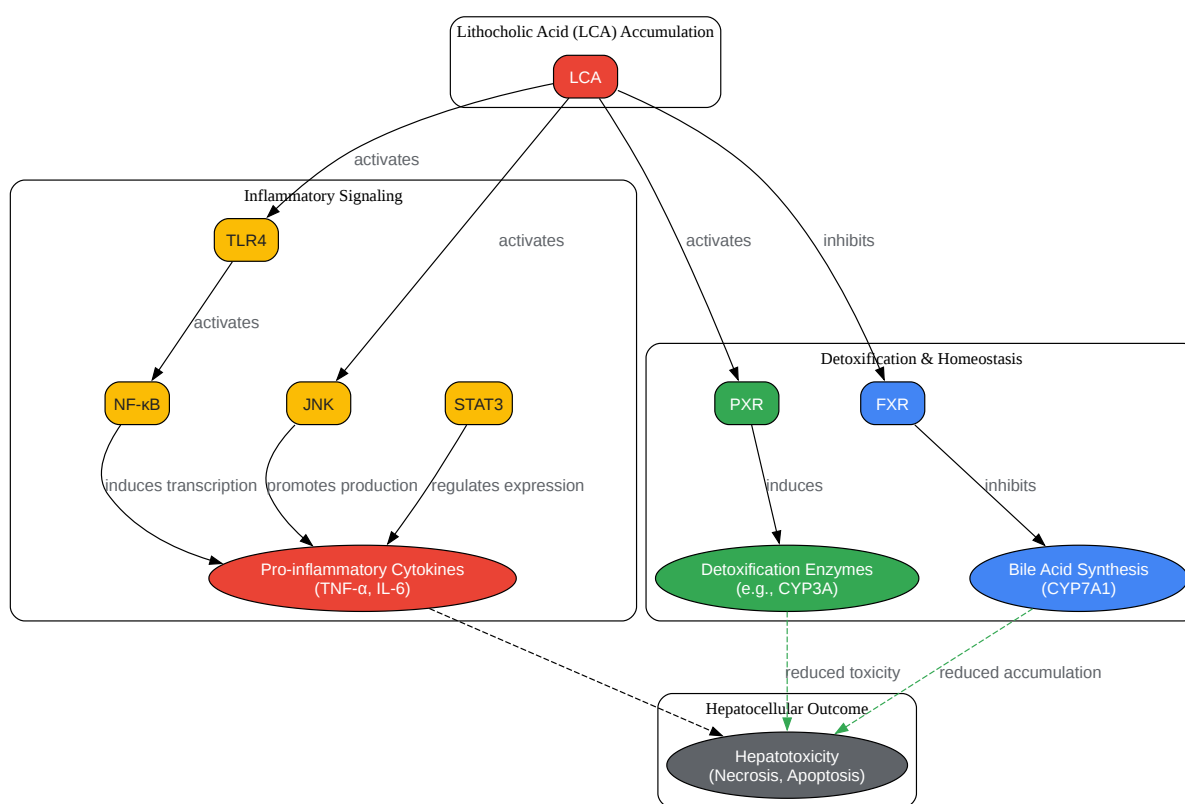 Lithocholic Acid (LCA) Accumulation
LCA
activates
Inflammatory Signaling
TLR4
activates
activates
inhibits
activates
Detoxification & Homeostasis
NF-κB
JNK
STAT3
PXR
FXR
induces transcription
promotes production
regulates expression
induces
inhibits
Pro-inflammatory Cytokines
(TNF-α, IL-6)
Detoxification Enzymes
(e.g., CYP3A)
Bile Acid Synthesis
(CYP7A1)
reduced toxicity
reduced accumulation
Hepatocellular Outcome
Hepatotoxicity
(Necrosis, Apoptosis)